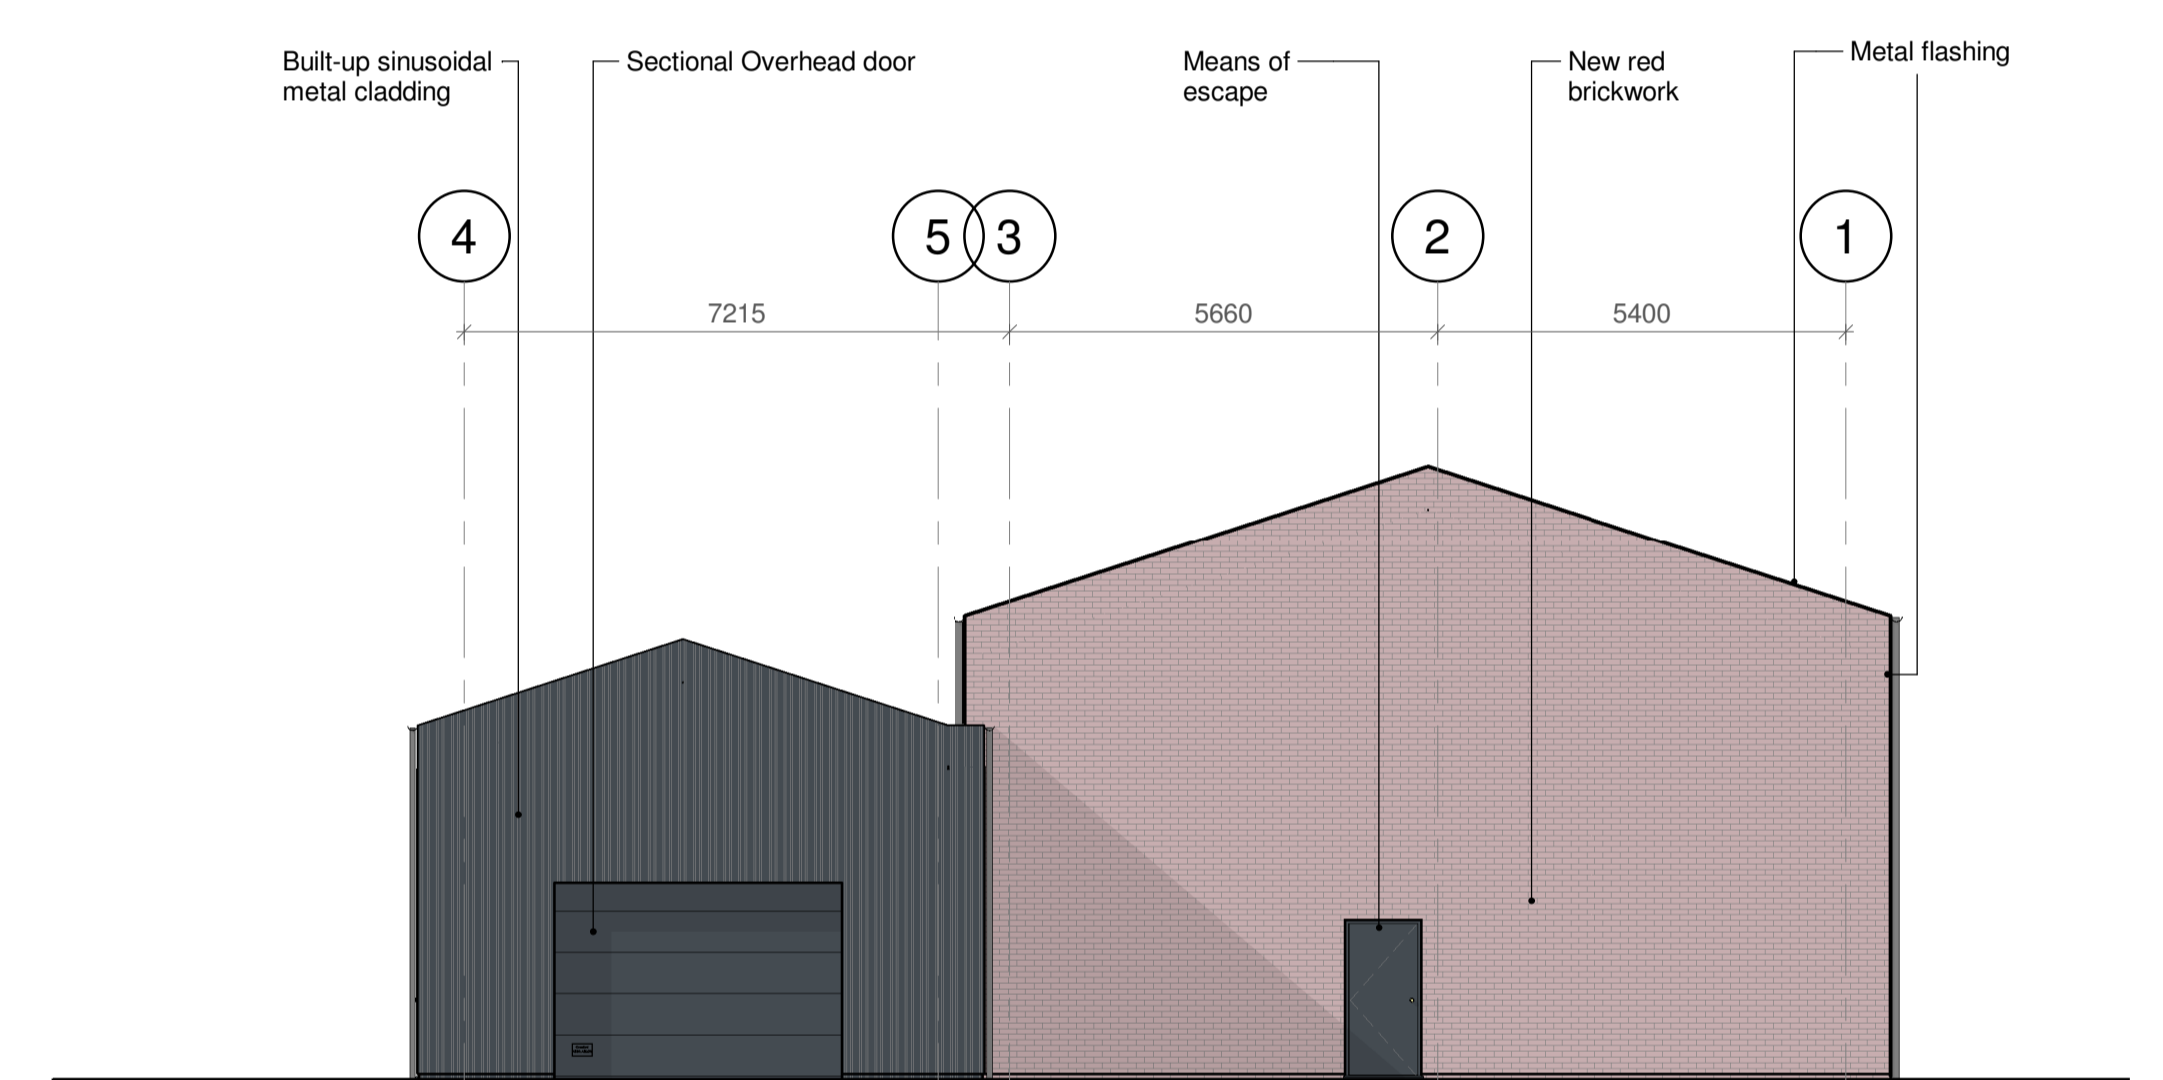 Built-up sinusoidal
metal cladding
Sectional Overhead door
Means of
escape
New red
brickwork
Metal flashing
4
5
3
2
1
7215
5660
5400